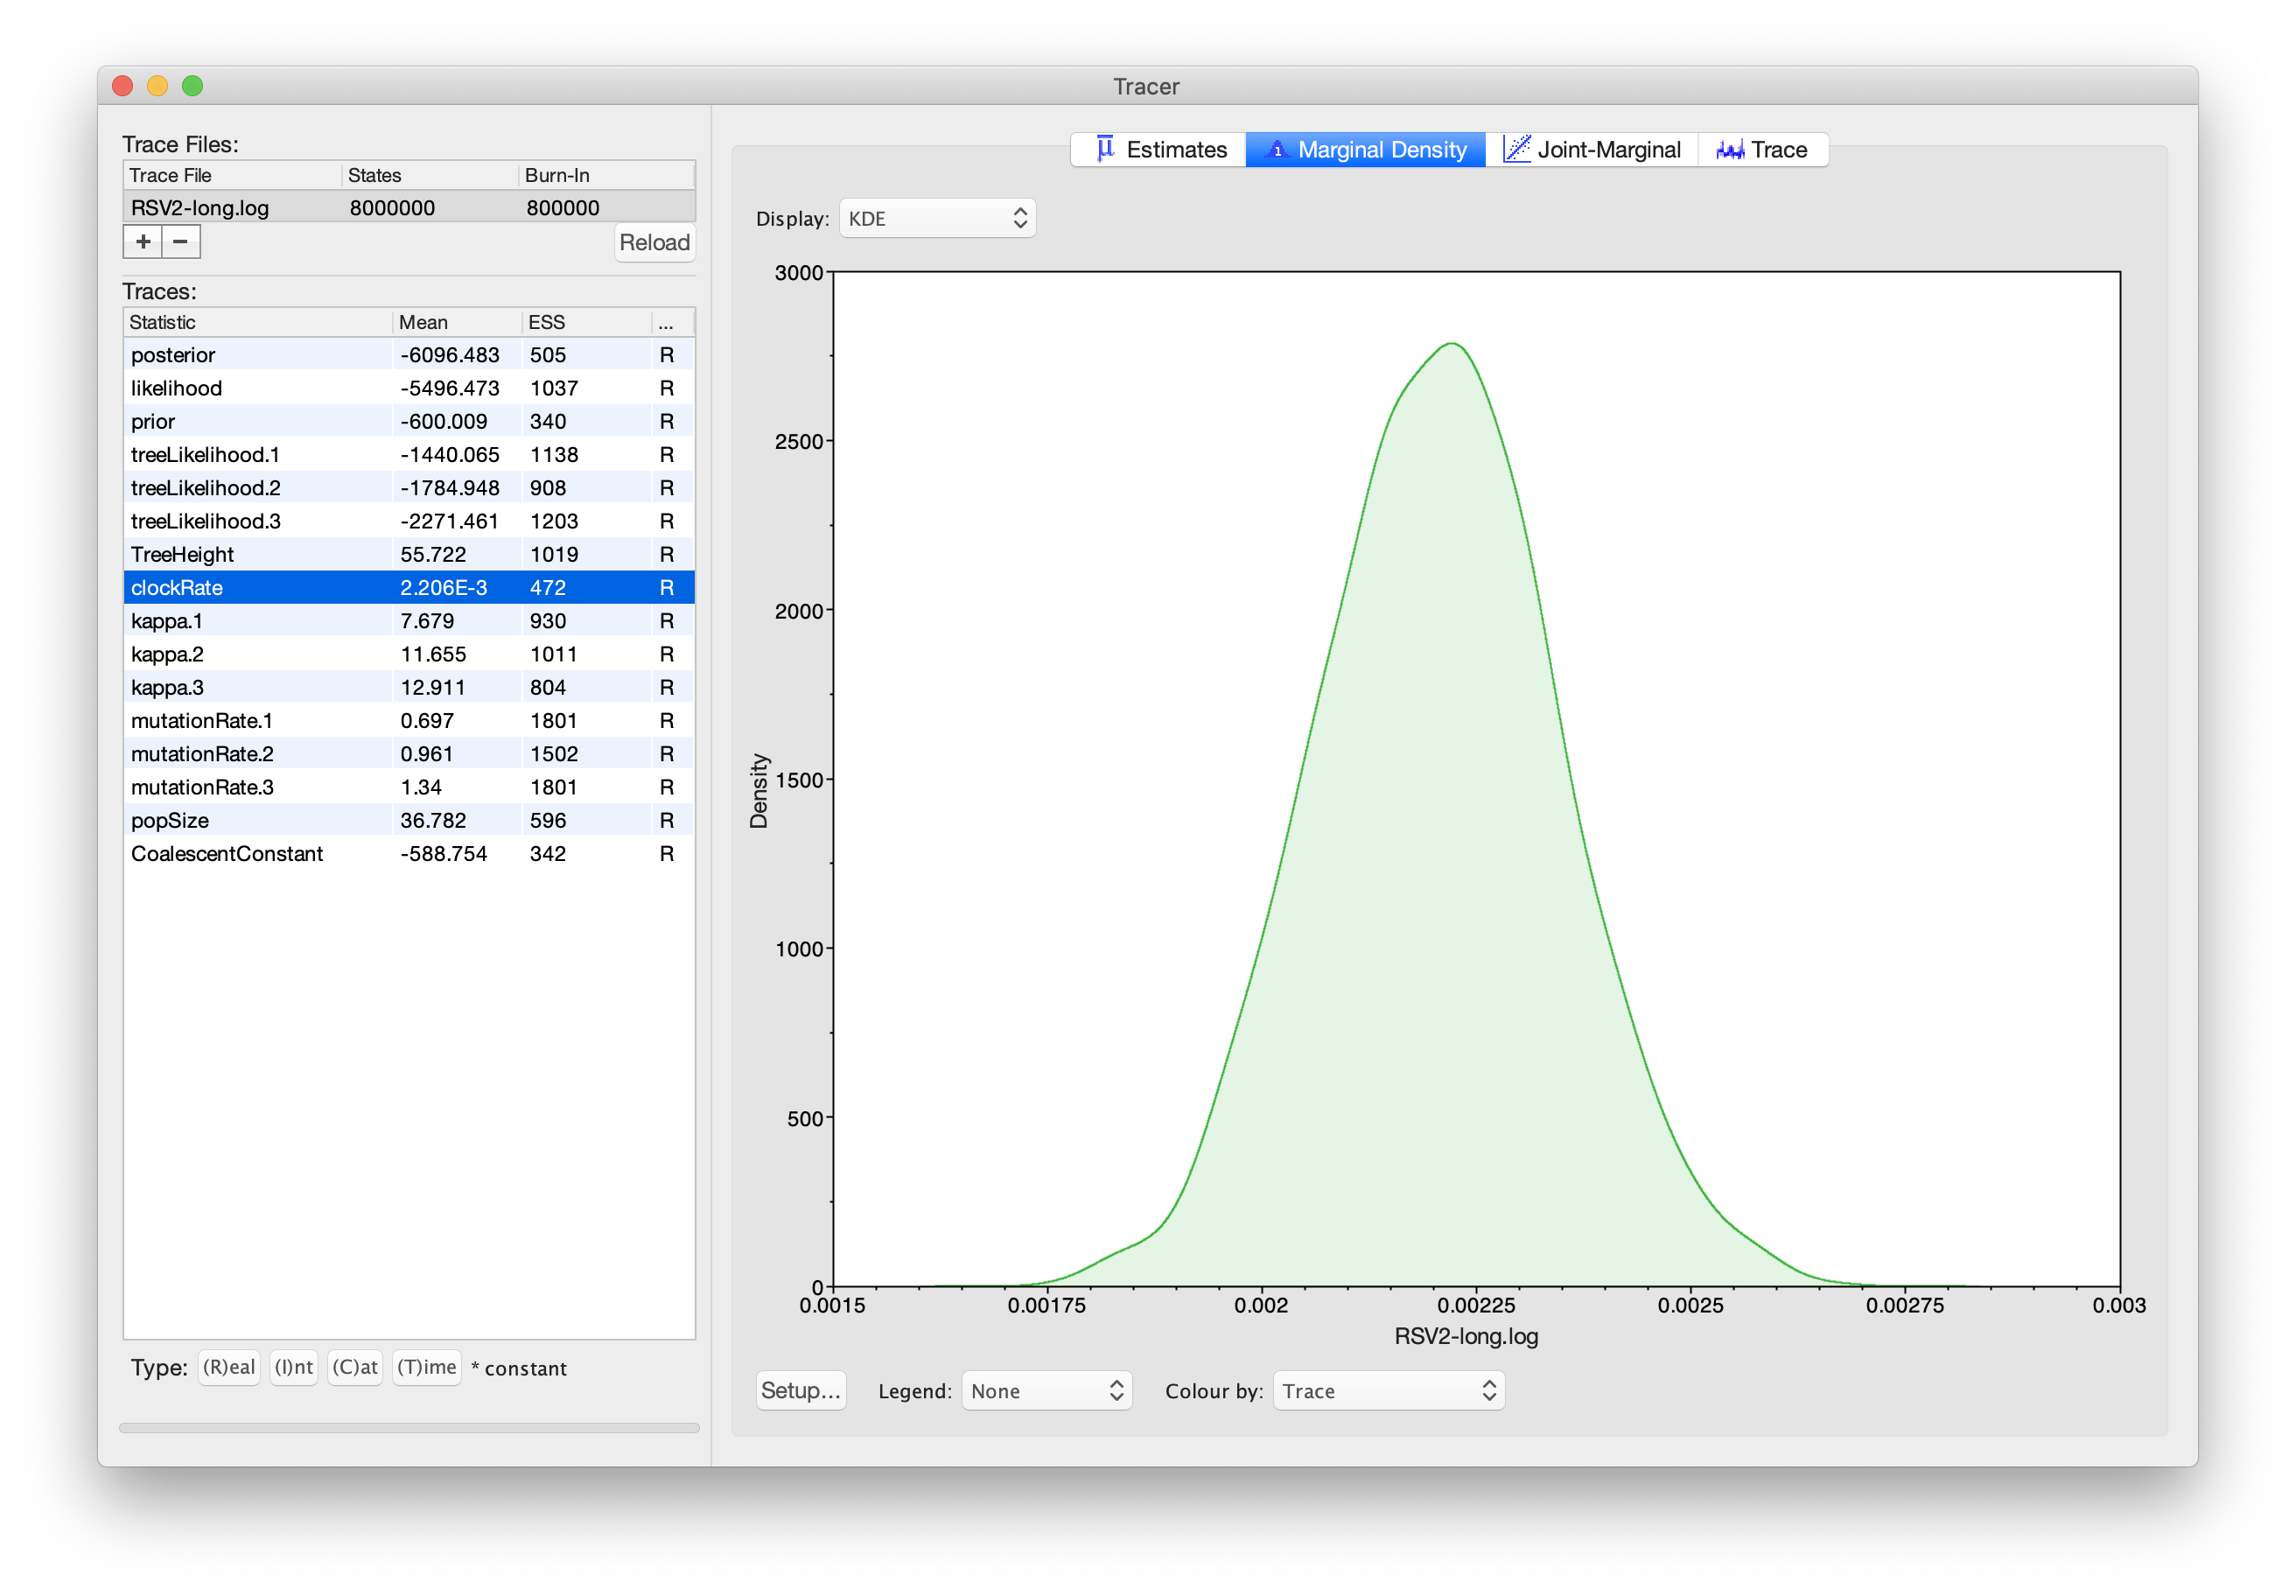 Tracer
Trace Files:
Trace File States Burn-In
RSV2-long.log 8000000 800000
+ − Reload
Traces:
Statistic Mean ESS ...
posterior -6096.483 505 R
likelihood -5496.473 1037 R
prior -600.009 340 R
treeLikelihood.1 -1440.065 1138 R
treeLikelihood.2 -1784.948 908 R
treeLikelihood.3 -2271.461 1203 R
TreeHeight 55.722 1019 R
clockRate 2.206E-3 472 R
kappa.1 7.679 930 R
kappa.2 11.655 1011 R
kappa.3 12.911 804 R
mutationRate.1 0.697 1801 R
mutationRate.2 0.961 1502 R
mutationRate.3 1.34 1801 R
popSize 36.782 596 R
CoalescentConstant -588.754 342 R
Type: (R)eal (I)nt (C)at (T)ime * constant
Estimates Marginal Density Joint-Marginal Trace
Display: KDE
3000
2500
2000
1500
1000
500
0
Density
0.0015 0.00175 0.002 0.00225 0.0025 0.00275 0.003
RSV2-long.log
Setup... Legend: None Colour by: Trace